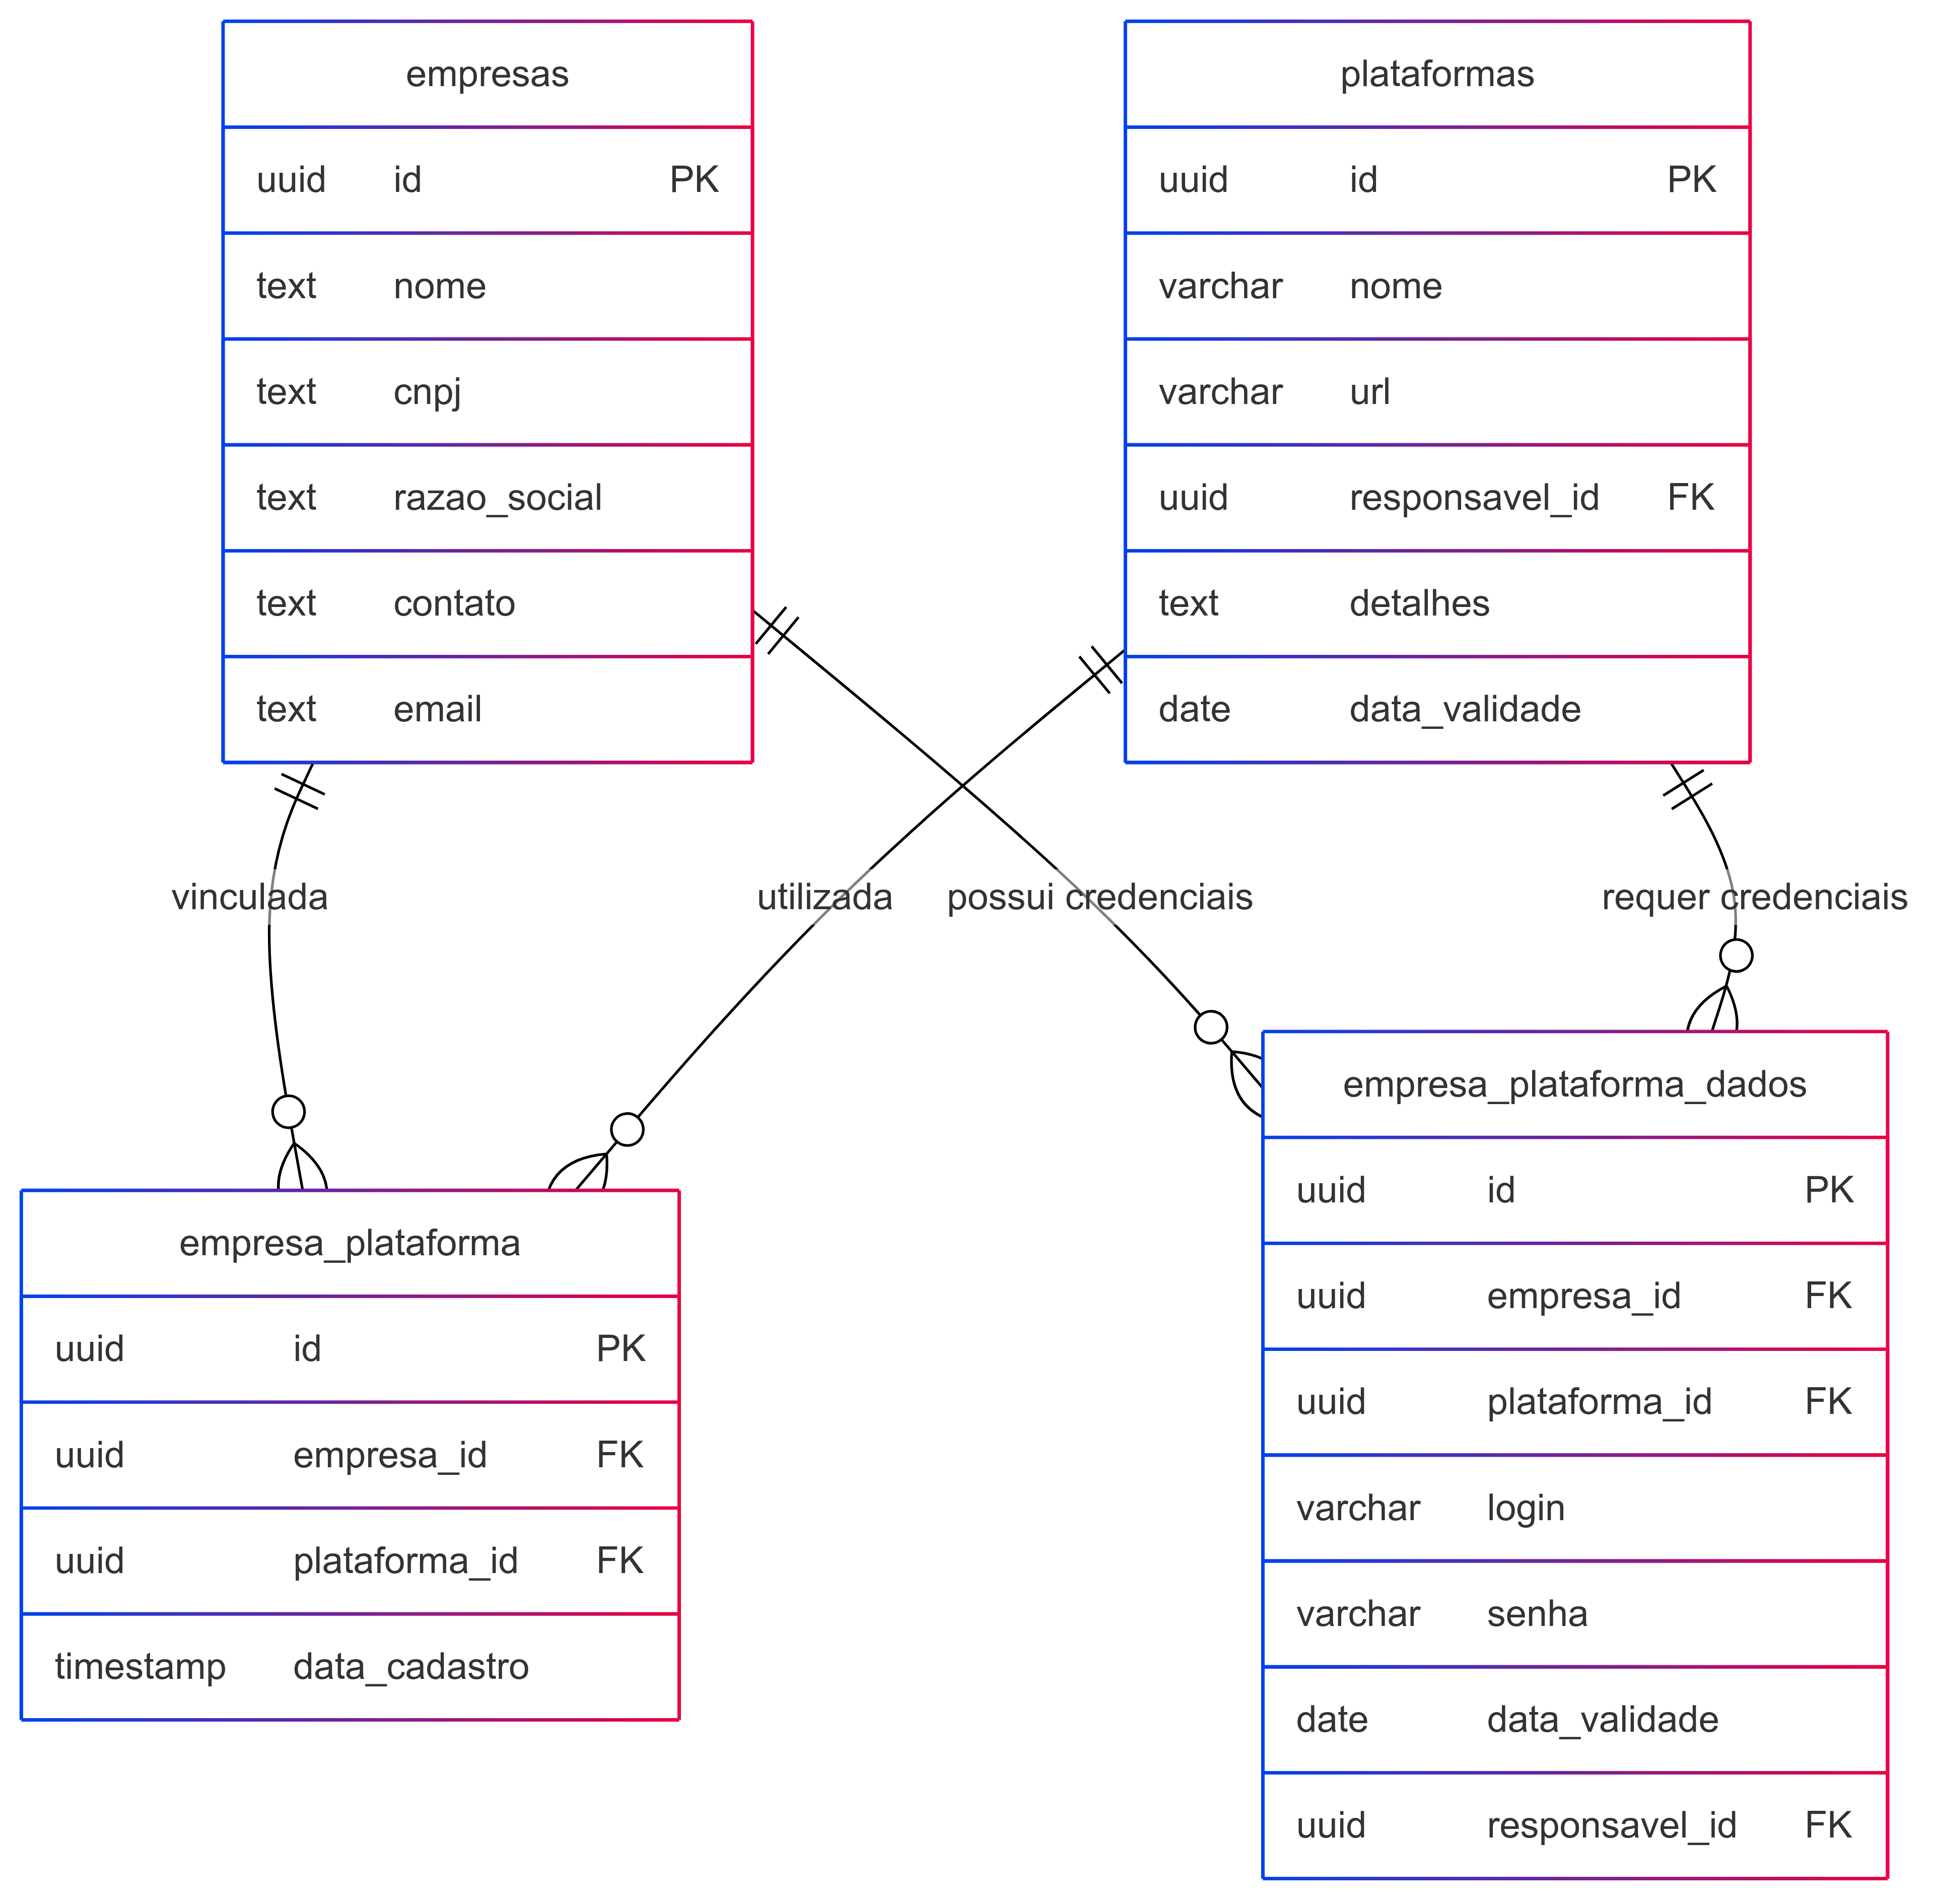 empresas
uuid id PK
text nome
text cnpj
text razao_social
text contato
text email
plataformas
uuid id PK
varchar nome
varchar url
uuid responsavel_id FK
text detalhes
date data_validade
vinculada
utilizada
possui credenciais
requer credenciais
empresa_plataforma
uuid id PK
uuid empresa_id FK
uuid plataforma_id FK
timestamp data_cadastro
empresa_plataforma_dados
uuid id PK
uuid empresa_id FK
uuid plataforma_id FK
varchar login
varchar senha
date data_validade
uuid responsavel_id FK